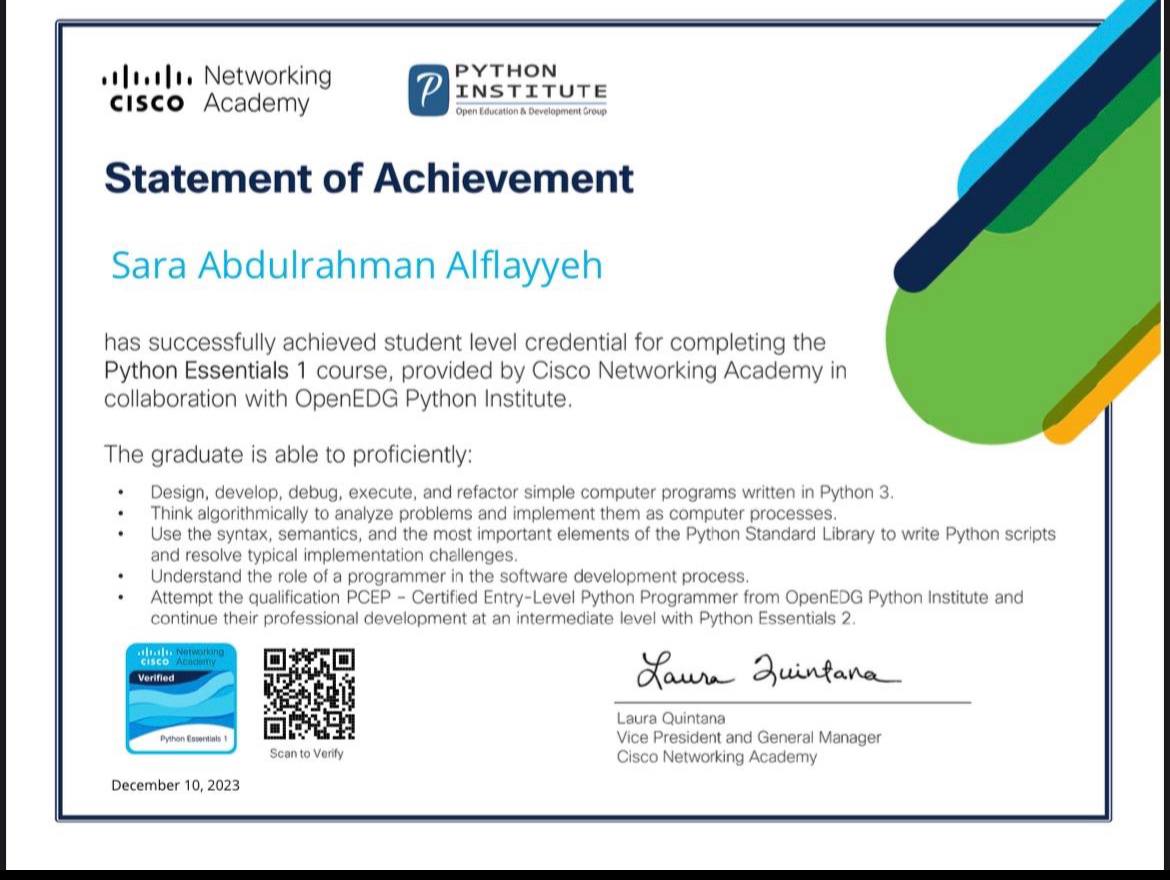 Networking
CISCO Academy
PYTHON
INSTITUTE
Open Education & Development Group
Statement of Achievement
Sara Abdulrahman Alflayyeh
has successfully achieved student level credential for completing the
Python Essentials 1 course, provided by Cisco Networking Academy in
collaboration with OpenEDG Python Institute.
The graduate is able to proficiently:
• Design, develop, debug, execute, and refactor simple computer programs written in Python 3.
• Think algorithmically to analyze problems and implement them as computer processes.
• Use the syntax, semantics, and the most important elements of the Python Standard Library to write Python scripts
and resolve typical implementation challenges.
• Understand the role of a programmer in the software development process.
• Attempt the qualification PCEP – Certified Entry-Level Python Programmer from OpenEDG Python Institute and
continue their professional development at an intermediate level with Python Essentials 2.
Networking
CISCO Academy
Verified
Python Essentials 1
Scan to Verify
December 10, 2023
Laura Quintana
Laura Quintana
Vice President and General Manager
Cisco Networking Academy